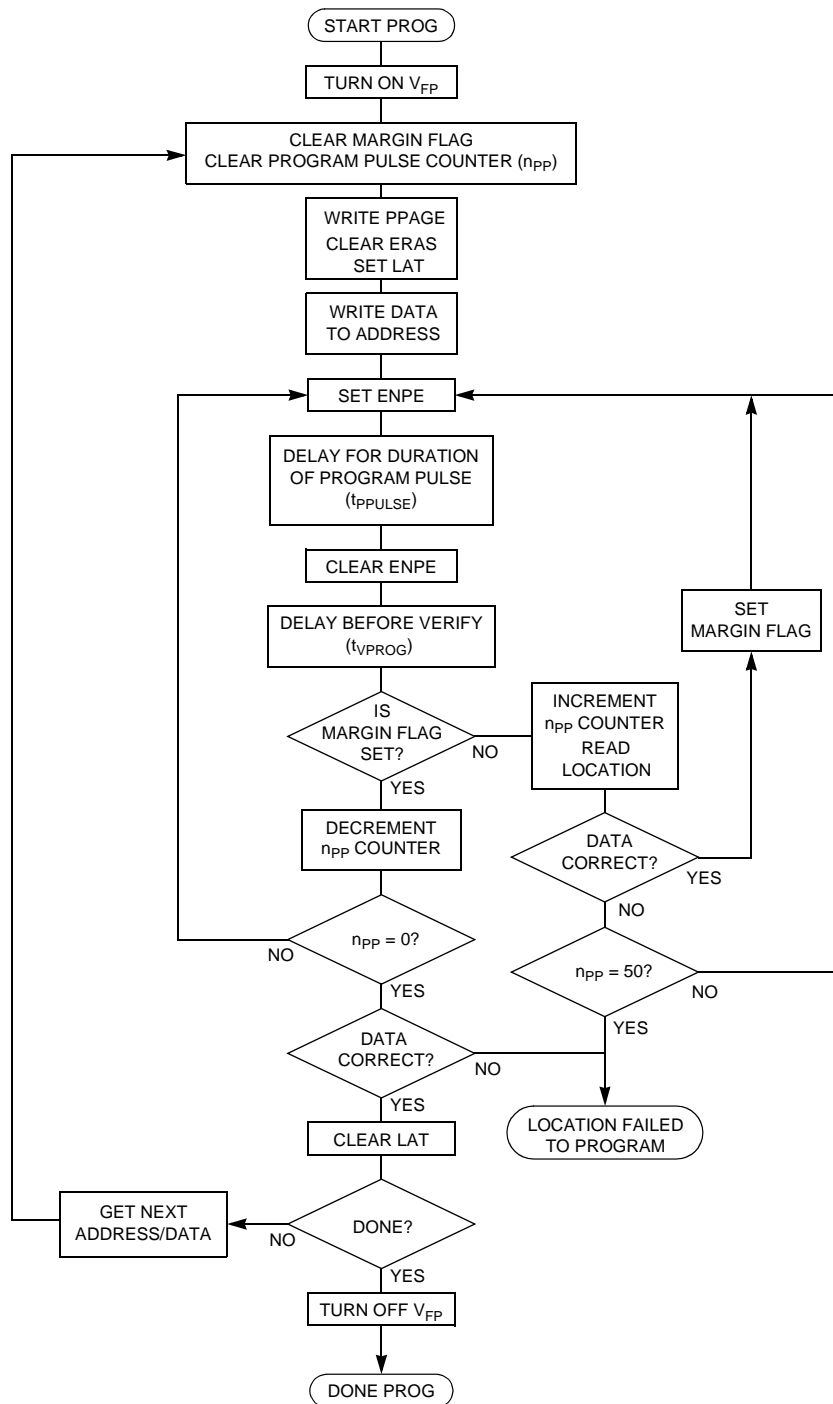 START PROG
TURN ON VFP
CLEAR MARGIN FLAG
CLEAR PROGRAM PULSE COUNTER (nPP)
WRITE PPAGE
CLEAR ERAS
SET LAT
WRITE DATA
TO ADDRESS
SET ENPE
DELAY FOR DURATION
OF PROGRAM PULSE
(tPPULSE)
CLEAR ENPE
DELAY BEFORE VERIFY
(tVPROG)
SET
MARGIN FLAG
IS
MARGIN FLAG
SET?
NO
YES
INCREMENT
nPP COUNTER
READ
LOCATION
DECREMENT
nPP COUNTER
DATA
CORRECT?
YES
NO
nPP = 0?
NO
YES
nPP = 50?
NO
YES
DATA
CORRECT?
NO
YES
LOCATION FAILED
TO PROGRAM
CLEAR LAT
GET NEXT
ADDRESS/DATA
DONE?
NO
YES
TURN OFF VFP
DONE PROG